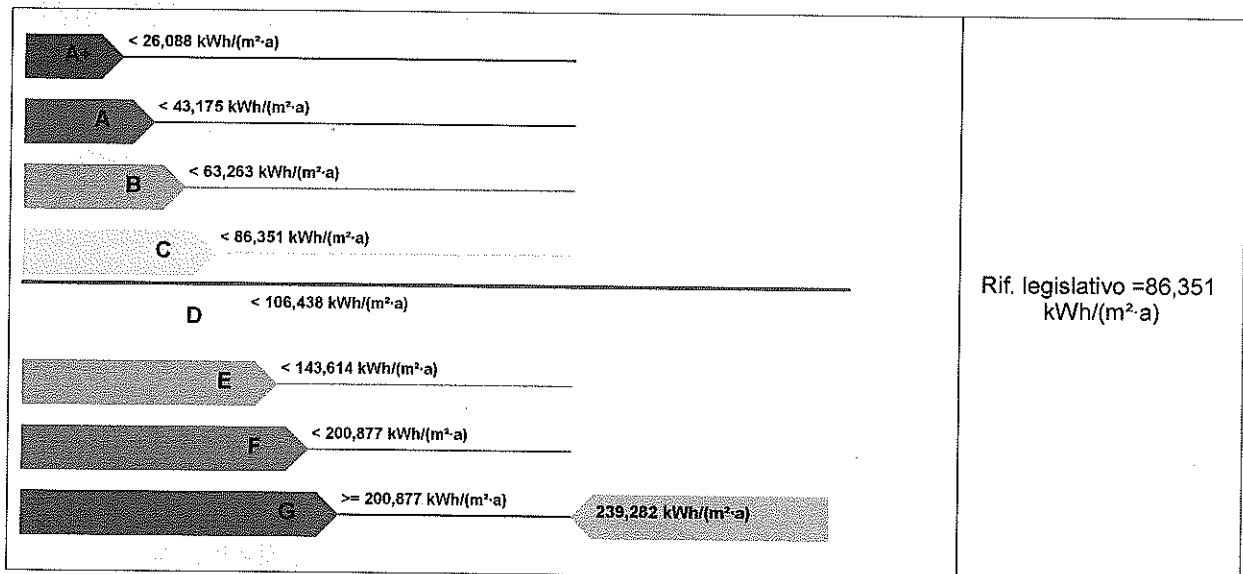 A+ < 26,088 kWh/(m²·a)
A < 43,175 kWh/(m²·a)
B < 63,263 kWh/(m²·a)
C < 86,351 kWh/(m²·a)
D < 106,438 kWh/(m²·a)
E < 143,614 kWh/(m²·a)
F < 200,877 kWh/(m²·a)
G >= 200,877 kWh/(m²·a) 239,282 kWh/(m²·a)
Rif. legislativo =86,351
kWh/(m²·a)